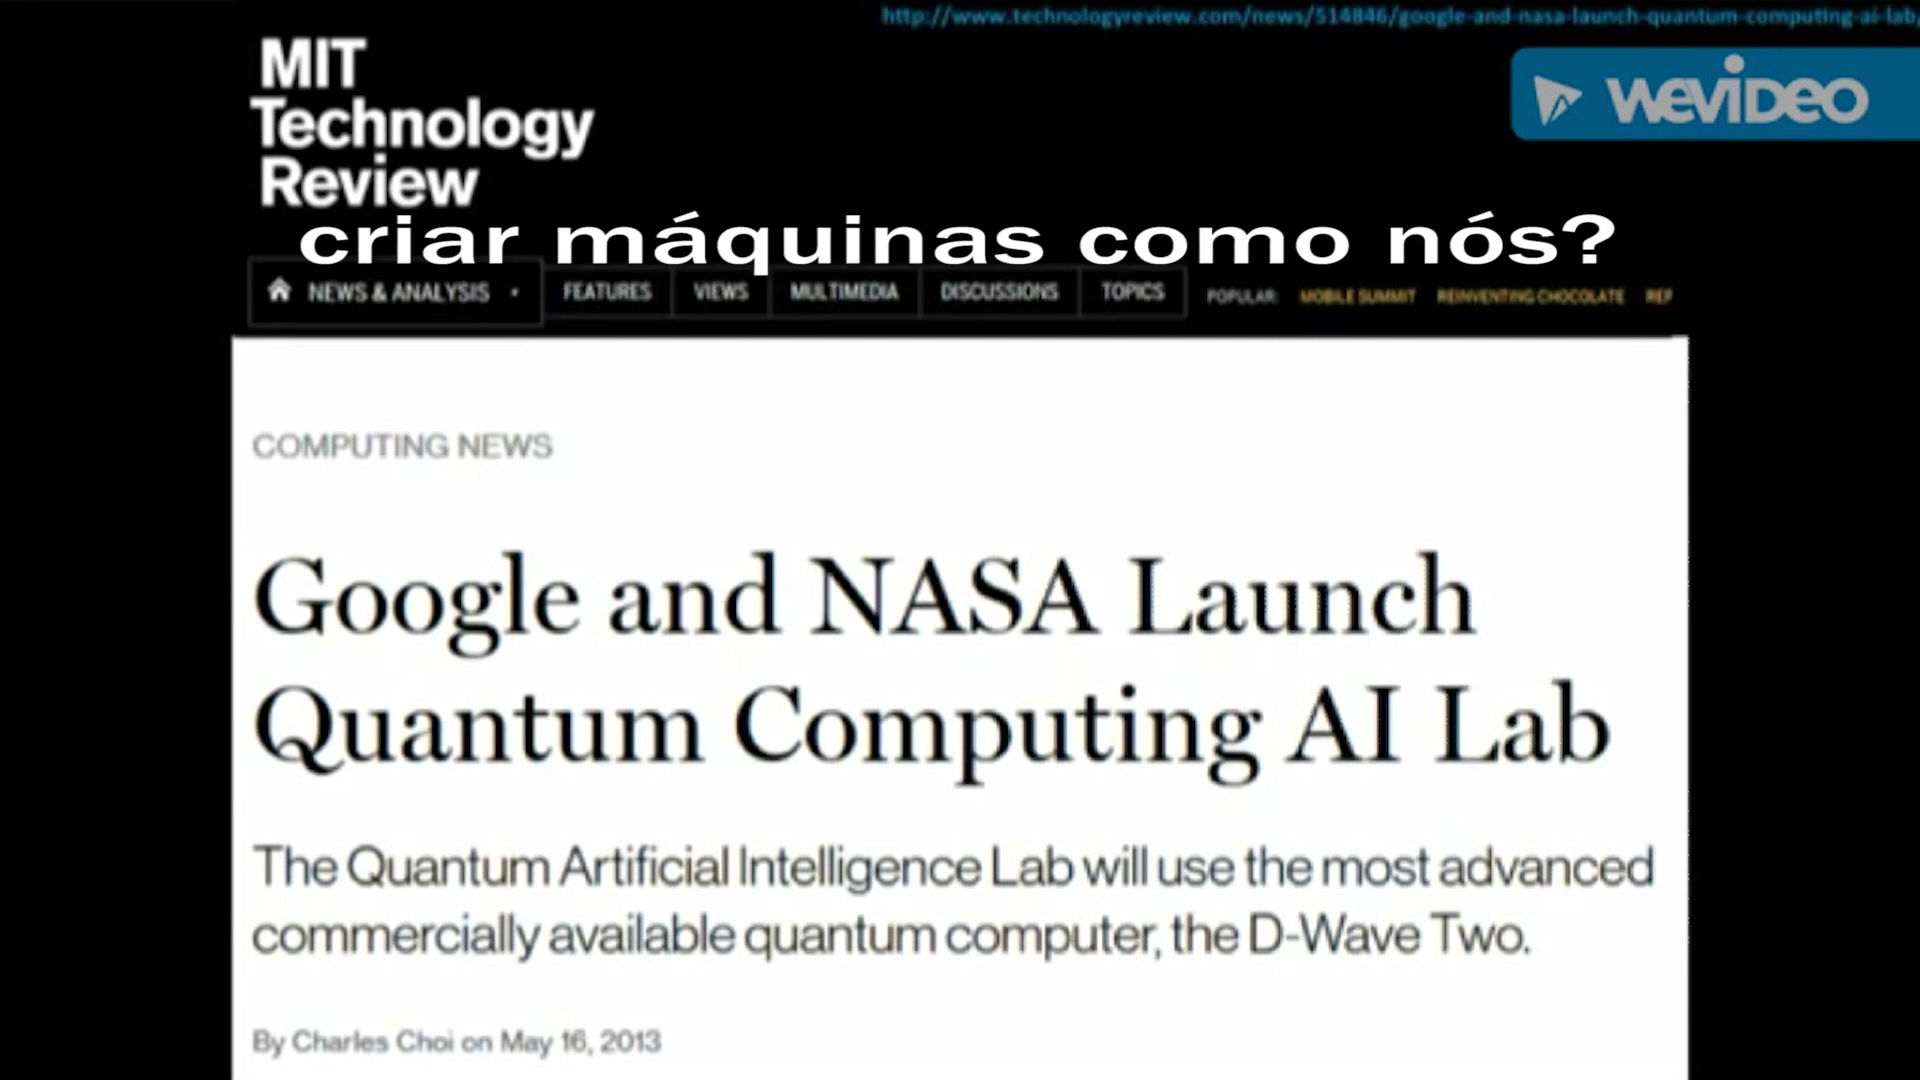 http://www.technologyreview.com/news/514846/google-and-nasa-launch-quantum-computing-ai-lab,
MIT
Technology
Review
WeVideo
criar máquinas como nós?
NEWS & ANALYSIS FEATURES VIEWS MULTIMEDIA DISCUSSIONS TOPICS POPULAR: MOBILE SUMMIT REINVENTING CHOCOLATE REF
COMPUTING NEWS
Google and NASA Launch
Quantum Computing AI Lab
The Quantum Artificial Intelligence Lab will use the most advanced
commercially available quantum computer, the D-Wave Two.
By Charles Choi on May 16, 2013